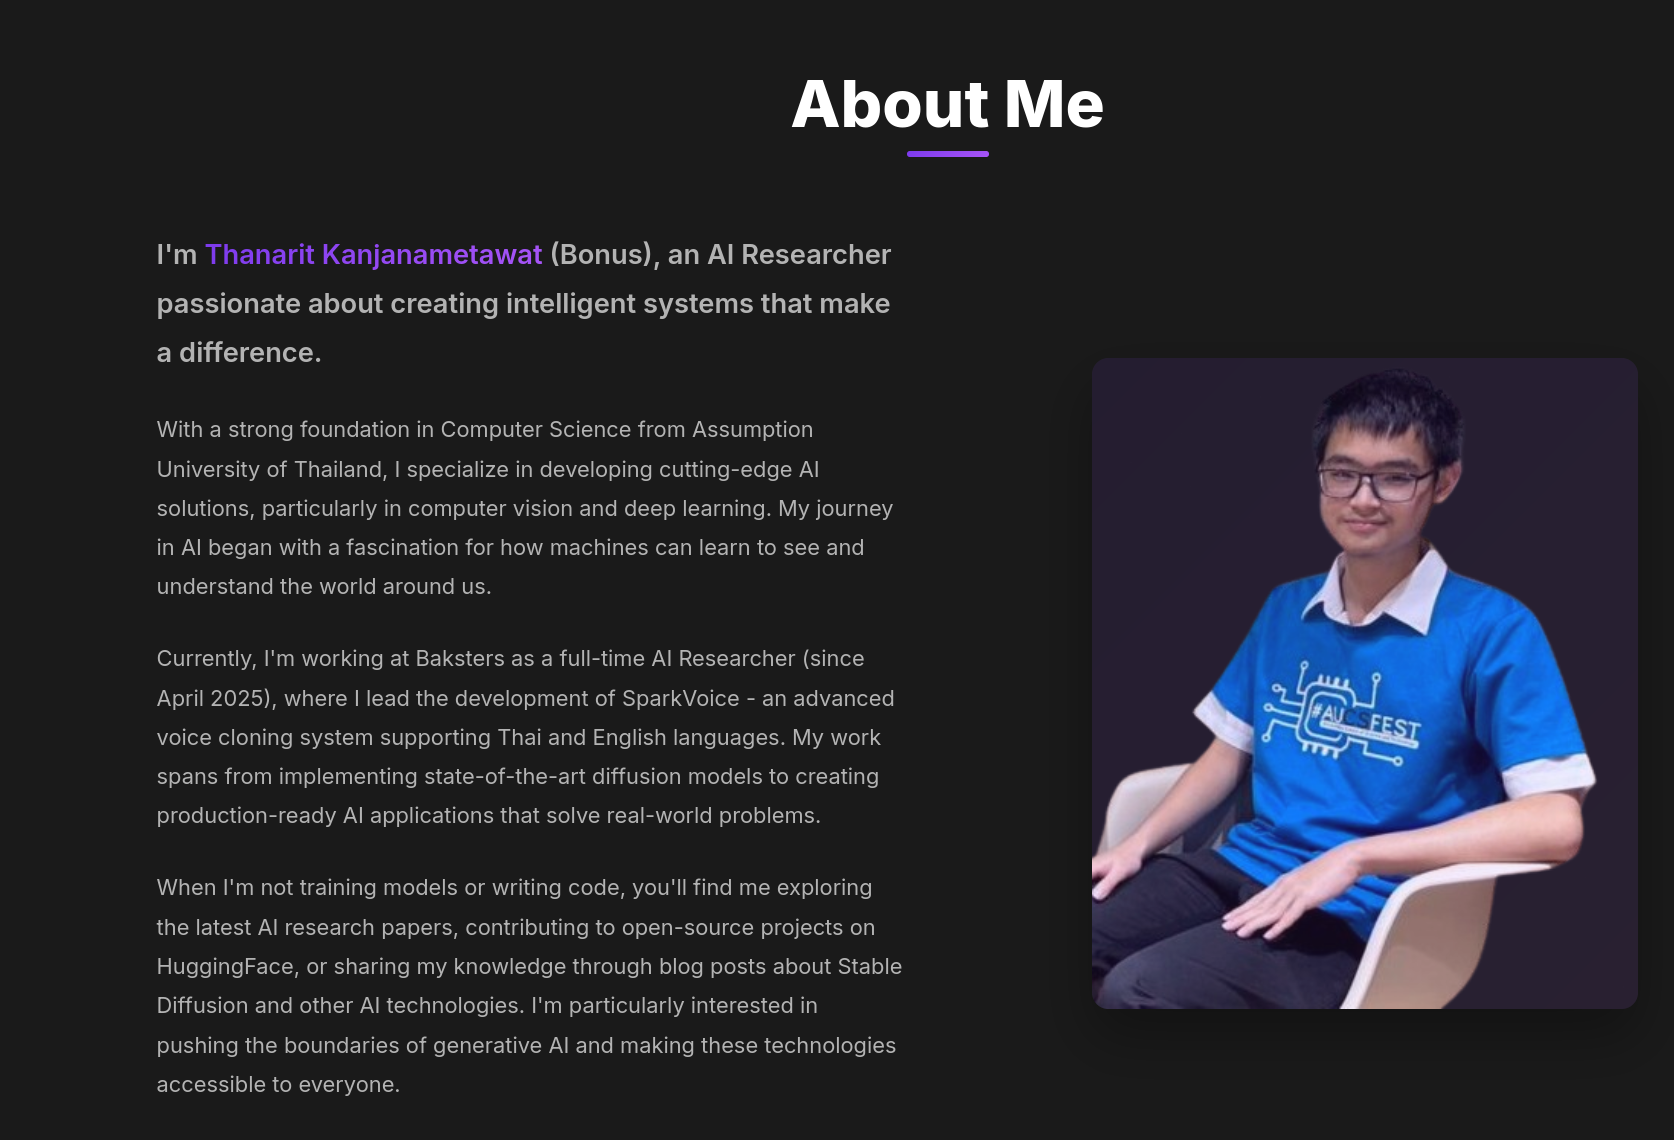 About Me
I'm Thanarit Kanjanametawat (Bonus), an AI Researcher
passionate about creating intelligent systems that make
a difference.
With a strong foundation in Computer Science from Assumption
University of Thailand, I specialize in developing cutting-edge AI
solutions, particularly in computer vision and deep learning. My journey
in AI began with a fascination for how machines can learn to see and
understand the world around us.
Currently, I'm working at Baksters as a full-time AI Researcher (since
April 2025), where I lead the development of SparkVoice - an advanced
voice cloning system supporting Thai and English languages. My work
spans from implementing state-of-the-art diffusion models to creating
production-ready AI applications that solve real-world problems.
When I'm not training models or writing code, you'll find me exploring
the latest AI research papers, contributing to open-source projects on
HuggingFace, or sharing my knowledge through blog posts about Stable
Diffusion and other AI technologies. I'm particularly interested in
pushing the boundaries of generative AI and making these technologies
accessible to everyone.
#AUCSFEST